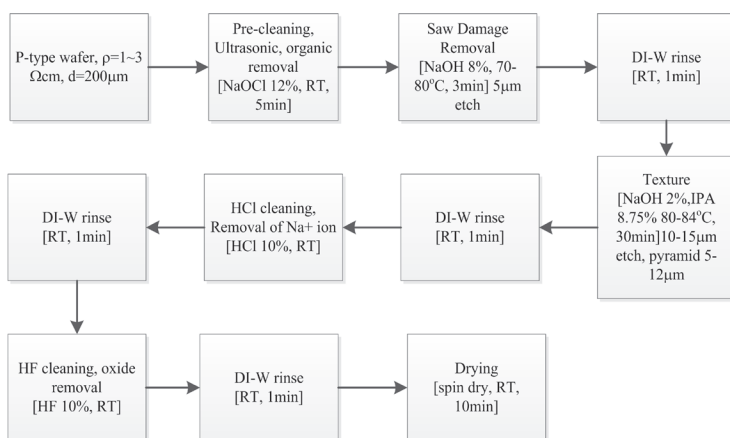 P-type wafer, ρ=1~3
Ωcm, d=200μm
Pre-cleaning,
Ultrasonic, organic
removal
[NaOCl 12%, RT,
5min]
Saw Damage
Removal
[NaOH 8%, 70-
80°C, 3min] 5μm
etch
DI-W rinse
[RT, 1min]
Texture
[NaOH 2%,IPA
8.75% 80-84°C,
30min]10-15μm
etch, pyramid 5-
12μm
DI-W rinse
[RT, 1min]
HCl cleaning,
Removal of Na+ ion
[HCl 10%, RT]
DI-W rinse
[RT, 1min]
HF cleaning, oxide
removal
[HF 10%, RT]
DI-W rinse
[RT, 1min]
Drying
[spin dry, RT,
10min]